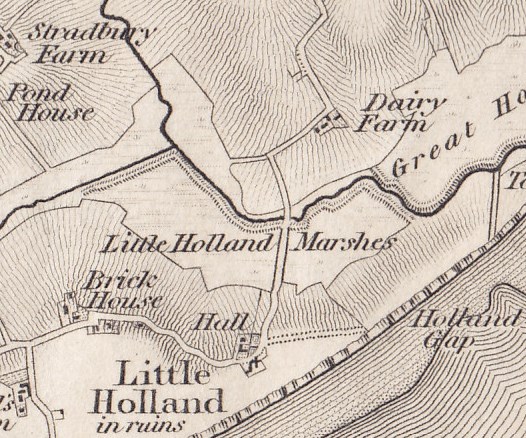 Stradbury
Farm
Pond
House
Dairy
Farm
Great Ho
Little Holland Marshes
Brick
House
Hall
Holland
Gap
Little
Holland
in ruins